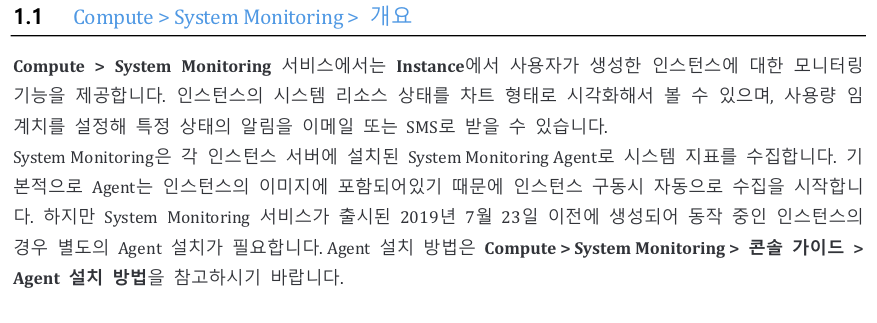 1.1 Compute > System Monitoring > 개요
Compute > System Monitoring 서비스에서는 Instance에서 사용자가 생성한 인스턴스에 대한 모니터링
기능을 제공합니다. 인스턴스의 시스템 리소스 상태를 차트 형태로 시각화해서 볼 수 있으며, 사용량 임
계치를 설정해 특정 상태의 알림을 이메일 또는 SMS로 받을 수 있습니다.
System Monitoring은 각 인스턴스 서버에 설치된 System Monitoring Agent로 시스템 지표를 수집합니다. 기
본적으로 Agent는 인스턴스의 이미지에 포함되어있기 때문에 인스턴스 구동시 자동으로 수집을 시작합니
다. 하지만 System Monitoring 서비스가 출시된 2019년 7월 23일 이전에 생성되어 동작 중인 인스턴스의
경우 별도의 Agent 설치가 필요합니다. Agent 설치 방법은 Compute > System Monitoring > 콘솔 가이드 >
Agent 설치 방법을 참고하시기 바랍니다.